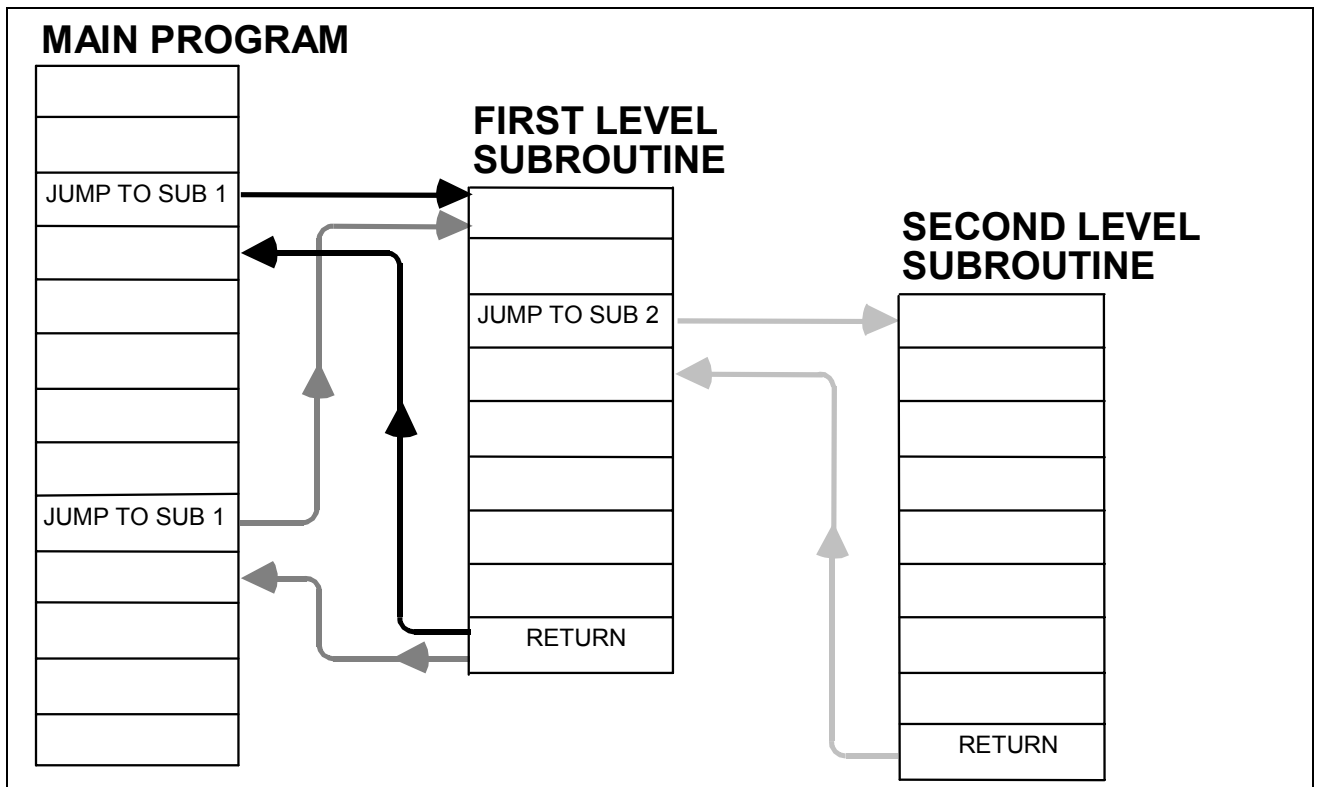 MAIN PROGRAM
JUMP TO SUB 1
JUMP TO SUB 1
FIRST LEVEL
SUBROUTINE
JUMP TO SUB 2
RETURN
SECOND LEVEL
SUBROUTINE
RETURN